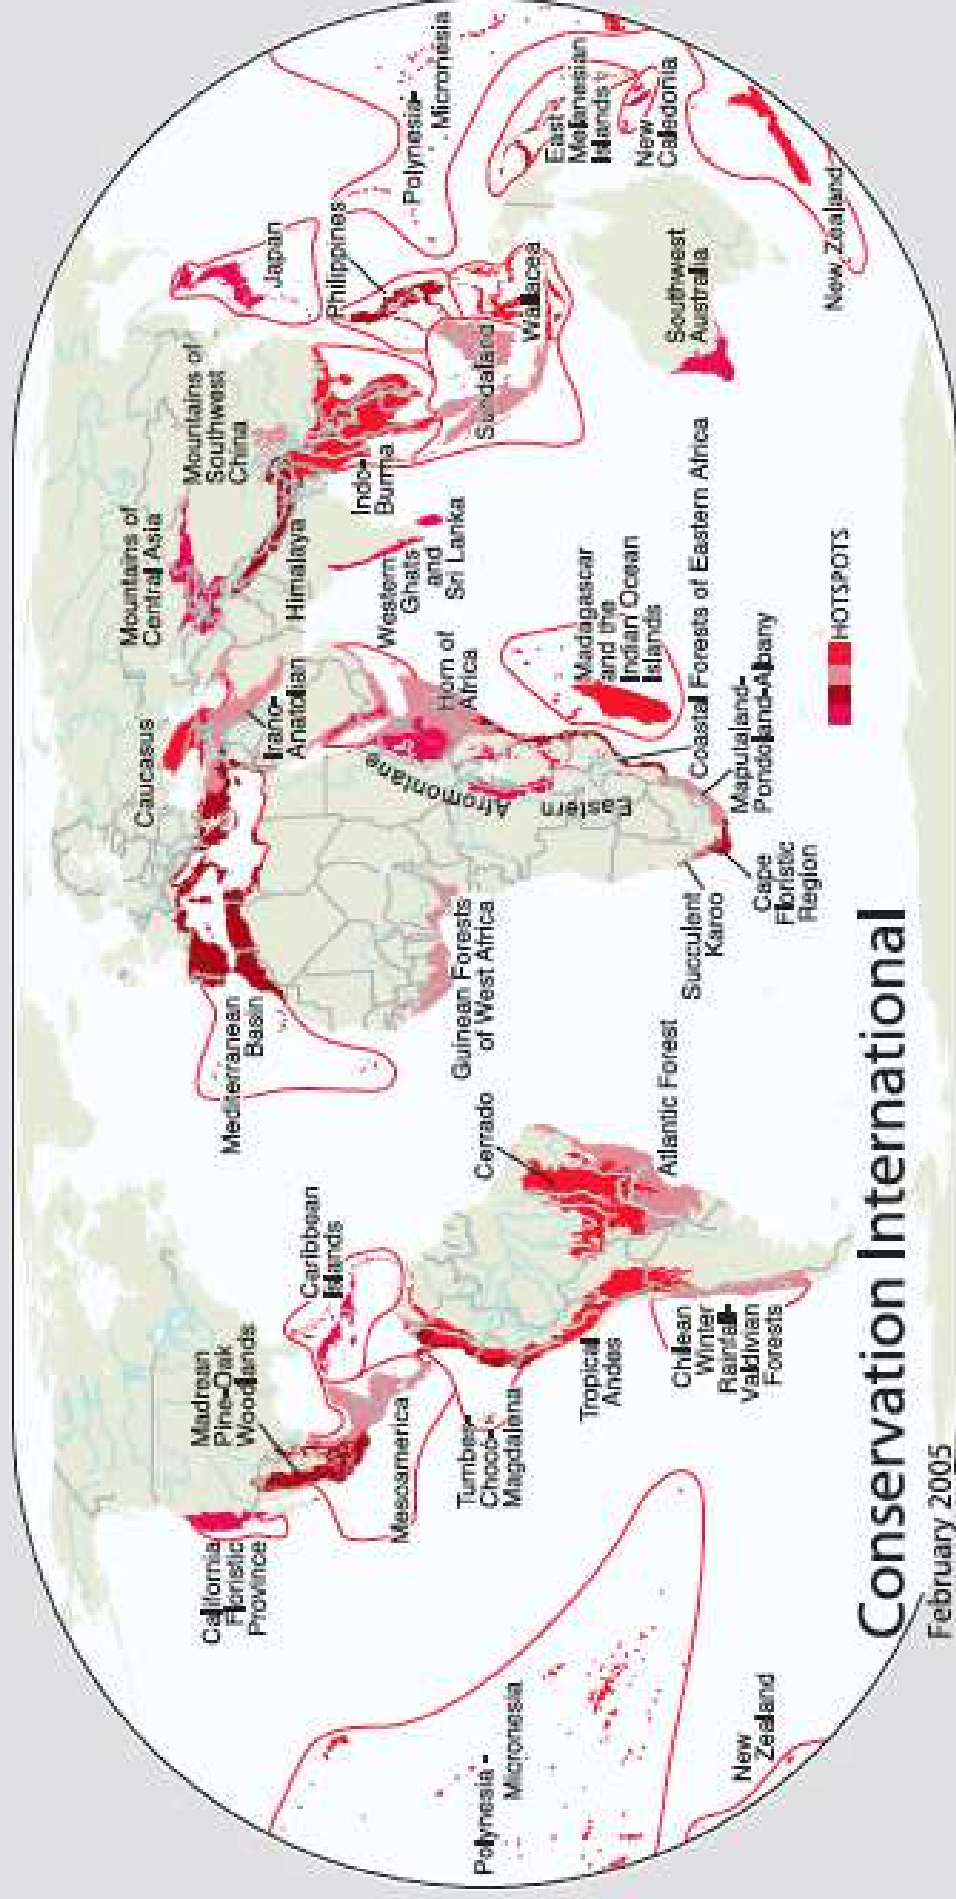 California
Floristic
Province
Madrean
Pine-Oak
Woodlands
Caribbean
Islands
Mesoamerica
Tumbes-
Chocó-
Magdalena
Tropical
Andes
Chilean
Winter
Rainfall-
Valdivian
Forests
Cerrado
Atlantic Forest
Polynesia -
Micronesia
New
Zealand
Mediterranean
Basin
Caucasus
Irano-
Anatolian
Guinean Forests
of West Africa
Succulent
Karoo
Cape
Floristic
Region
Maputaland-
Pondoland-Albany
Coastal Forests of Eastern Africa
Eastern
Afromontane
Horn of
Africa
Madagascar
and the
Indian Ocean
Islands
Mountains of
Central Asia
Himalaya
Western
Ghats
and
Sri Lanka
Mountains of
Southwest
China
Indo-
Burma
Japan
Philippines
Sundaland
Wallacea
Southwest
Australia
Polynesia-
Micronesia
East
Melanesian
Islands
New
Caledonia
New Zealand
HOTSPOTS
Conservation International
February 2005